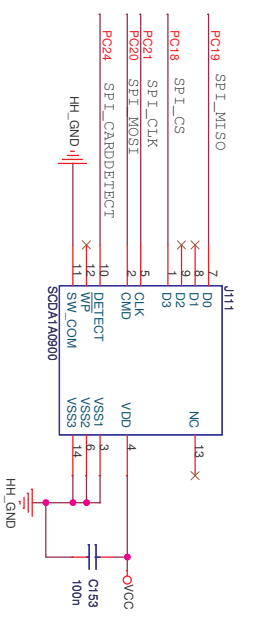 J111
PC19
SPI_MISO
7
D0
8
D1
9
D2
PC18
SPI_CS
1
D3
NC
13
PC21
SPI_CLK
5
CLK
PC20
SPI_MOSI
2
CMD
VDD
4
VCC
PC24
SPI_CARDDETECT
10
DETECT
VSS1
3
12
WP
VSS2
6
HH_GND
11
SW_COM
VSS3
14
SCDA1A0900
C153
100n
HH_GND